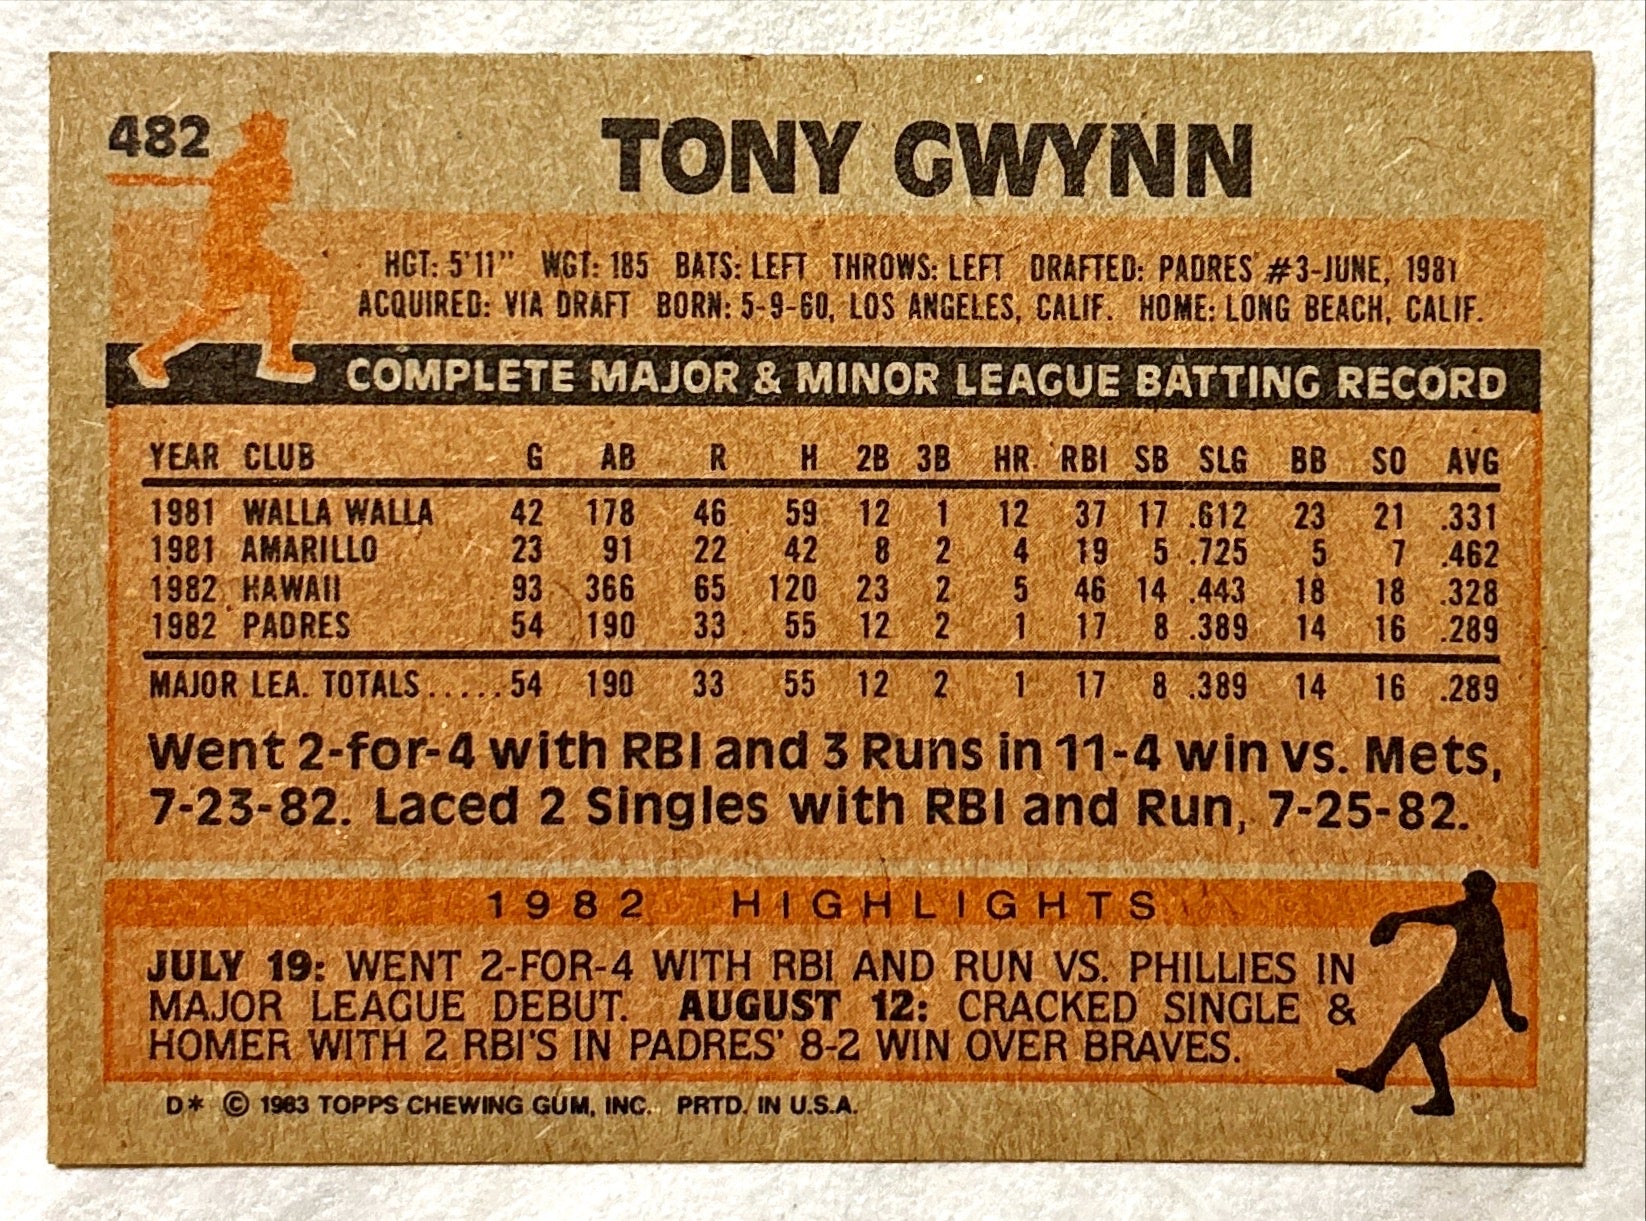 482
TONY GWYNN
HGT: 5'11" WGT: 185 BATS: LEFT THROWS: LEFT DRAFTED: PADRES #3-JUNE, 1981
ACQUIRED: VIA DRAFT BORN: 5-9-60, LOS ANGELES, CALIF. HOME: LONG BEACH, CALIF.
COMPLETE MAJOR & MINOR LEAGUE BATTING RECORD
YEAR CLUB G AB R H 2B 3B HR RBI SB SLG BB SO AVG
1981 WALLA WALLA 42 178 46 59 12 1 12 37 17 .612 23 21 .331
1981 AMARILLO 23 91 22 42 8 2 4 19 5 .725 5 7 .462
1982 HAWAII 93 366 65 120 23 2 5 46 14 .443 18 18 .328
1982 PADRES 54 190 33 55 12 2 1 17 8 .389 14 16 .289
MAJOR LEA. TOTALS.....54 190 33 55 12 2 1 17 8 .389 14 16 .289
Went 2-for-4 with RBI and 3 Runs in 11-4 win vs. Mets,
7-23-82. Laced 2 Singles with RBI and Run, 7-25-82.
1982 HIGHLIGHTS
JULY 19: WENT 2-FOR-4 WITH RBI AND RUN VS. PHILLIES IN
MAJOR LEAGUE DEBUT. AUGUST 12: CRACKED SINGLE &
HOMER WITH 2 RBI'S IN PADRES' 8-2 WIN OVER BRAVES.
D* © 1983 TOPPS CHEWING GUM, INC. PRTD. IN U.S.A.